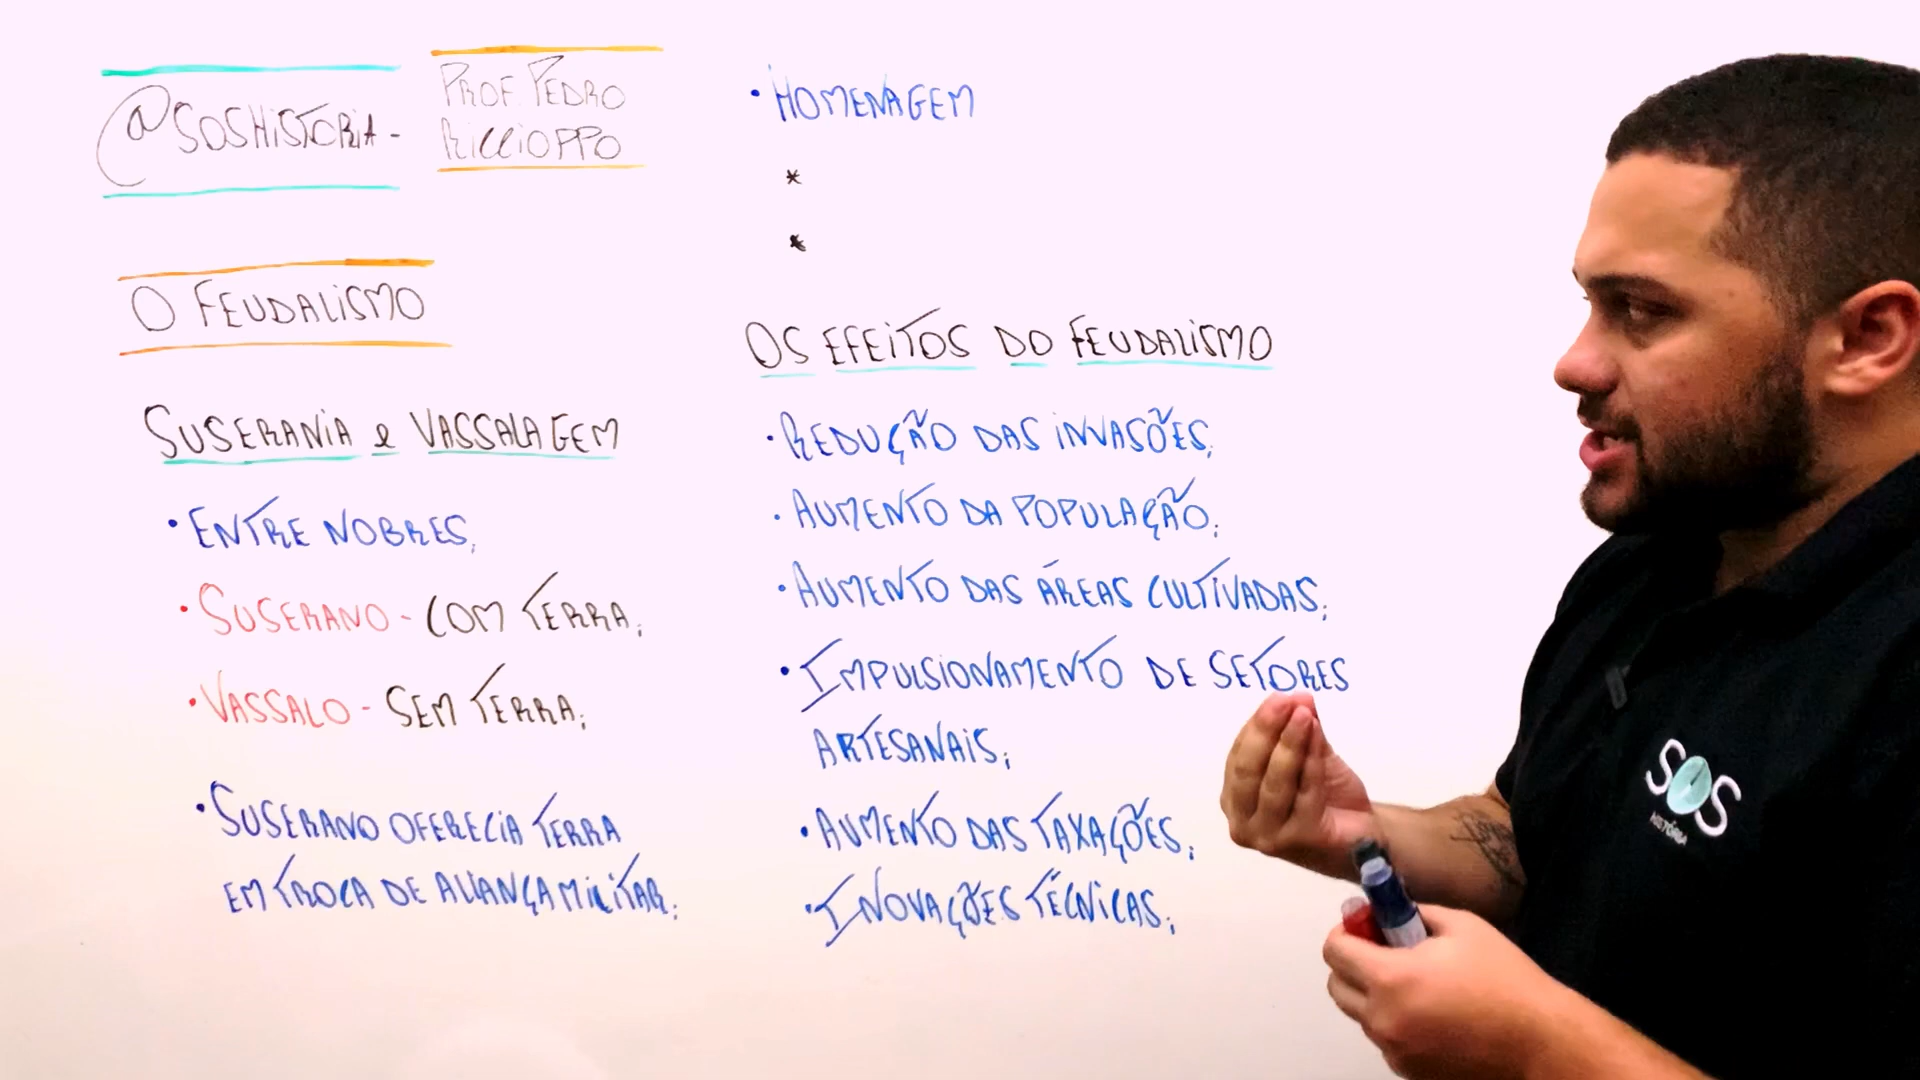 @SOSHISTORIA -
PROF. PEDRO
RICCIOPPO
O FEUDALISMO
SUSERANIA e VASSALAGEM
• ENTRE NOBRES;
• SUSERANO - COM TERRA;
• VASSALO - SEM TERRA;
• SUSERANO OFERECIA TERRA
EM TROCA DE ALIANÇA MILITAR;
• HOMENAGEM
*
*
OS EFEITOS DO FEUDALISMO
• REDUÇÃO DAS INVASÕES;
• AUMENTO DA POPULAÇÃO;
• AUMENTO DAS ÁREAS CULTIVADAS;
• IMPULSIONAMENTO DE SETORES
ARTESANAIS;
• AUMENTO DAS TAXAÇÕES;
• INOVAÇÕES TÉCNICAS;
SOS
HISTÓRIA